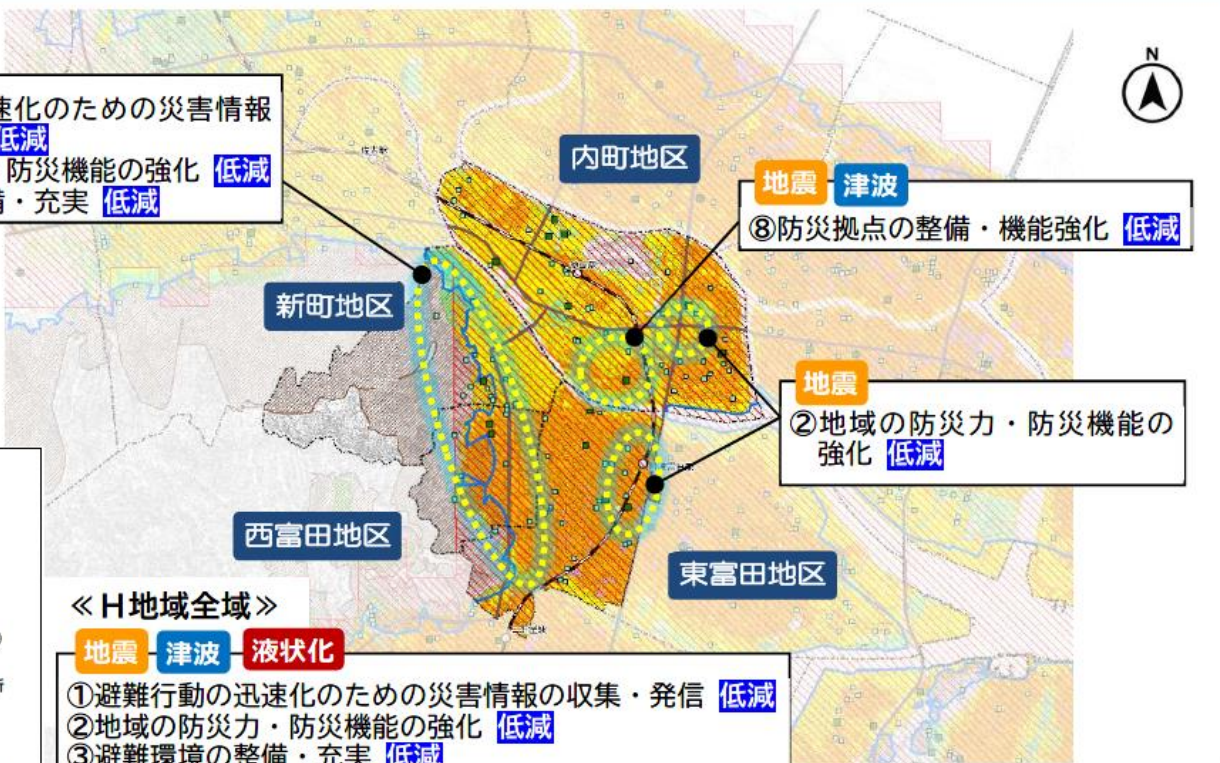 N
速化のための災害情報
低減
防災機能の強化 低減
・充実 低減
内町地区
地震 津波
⑧防災拠点の整備・機能強化 低減
新町地区
地震
②地域の防災力・防災機能の
強化 低減
西富田地区
東富田地区
≪H地域全域≫
地震 津波 液状化
①避難行動の迅速化のための災害情報の収集・発信 低減
②地域の防災力・防災機能の強化 低減
③避難環境の整備・充実 低減